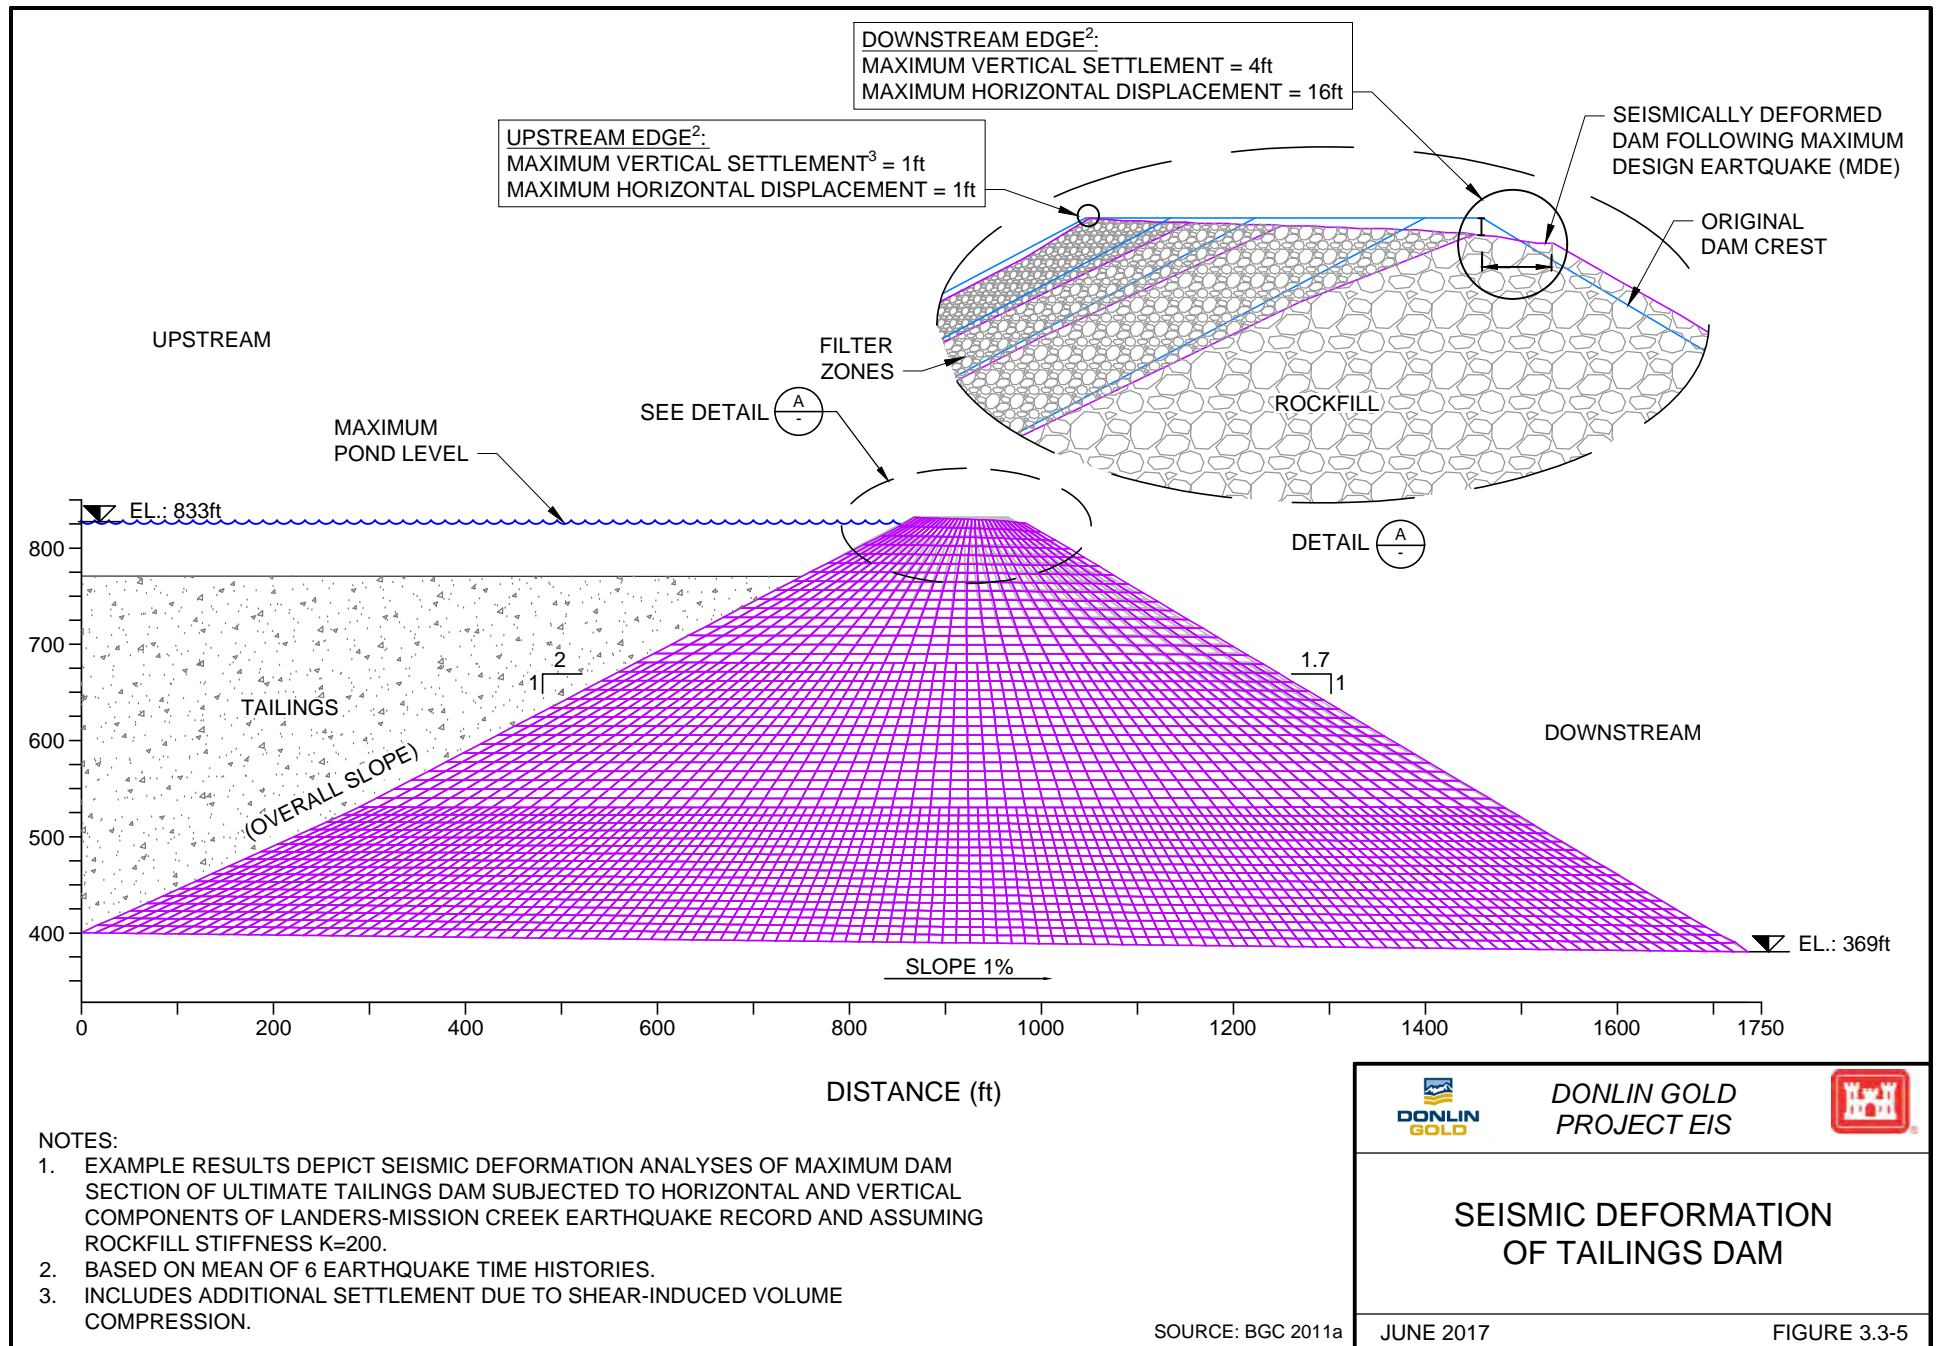 DOWNSTREAM EDGE²:
MAXIMUM VERTICAL SETTLEMENT = 4ft
MAXIMUM HORIZONTAL DISPLACEMENT = 16ft
UPSTREAM EDGE²:
MAXIMUM VERTICAL SETTLEMENT³ = 1ft
MAXIMUM HORIZONTAL DISPLACEMENT = 1ft
SEISMICALLY DEFORMED
DAM FOLLOWING MAXIMUM
DESIGN EARTQUAKE (MDE)
ORIGINAL
DAM CREST
UPSTREAM
FILTER
ZONES
ROCKFILL
SEE DETAIL
A
-
MAXIMUM
POND LEVEL
EL.: 833ft
DETAIL
A
-
800
700
600
500
400
2
1
1.7
1
TAILINGS
(OVERALL SLOPE)
DOWNSTREAM
EL.: 369ft
SLOPE 1%
0
200
400
600
800
1000
1200
1400
1600
1750
DISTANCE (ft)
NOTES:
1. EXAMPLE RESULTS DEPICT SEISMIC DEFORMATION ANALYSES OF MAXIMUM DAM
SECTION OF ULTIMATE TAILINGS DAM SUBJECTED TO HORIZONTAL AND VERTICAL
COMPONENTS OF LANDERS-MISSION CREEK EARTHQUAKE RECORD AND ASSUMING
ROCKFILL STIFFNESS K=200.
2. BASED ON MEAN OF 6 EARTHQUAKE TIME HISTORIES.
3. INCLUDES ADDITIONAL SETTLEMENT DUE TO SHEAR-INDUCED VOLUME
COMPRESSION.
SOURCE: BGC 2011a
DONLIN
GOLD
DONLIN GOLD
PROJECT EIS
®
SEISMIC DEFORMATION
OF TAILINGS DAM
JUNE 2017
FIGURE 3.3-5